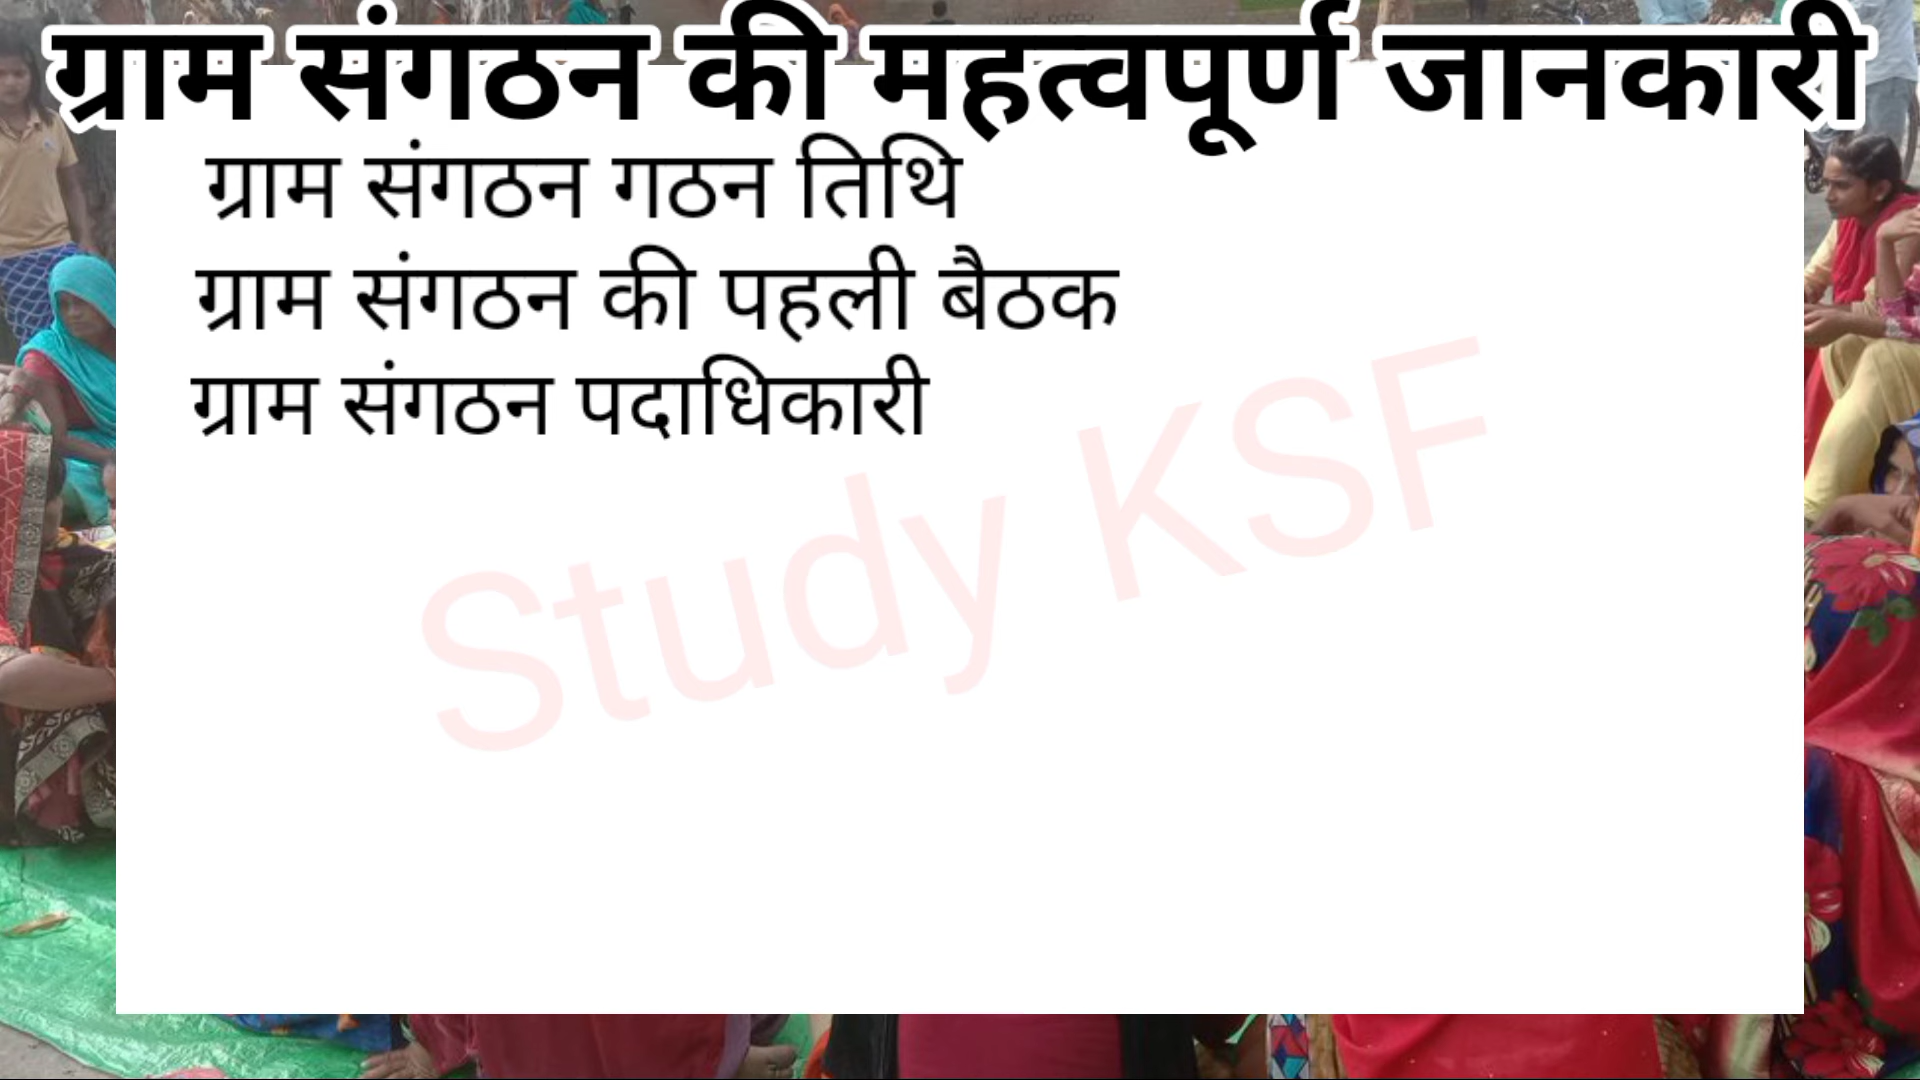 ग्राम संगठन की महत्वपूर्ण जानकारी
ग्राम संगठन गठन तिथि
ग्राम संगठन की पहली बैठक
ग्राम संगठन पदाधिकारी
Study KSF